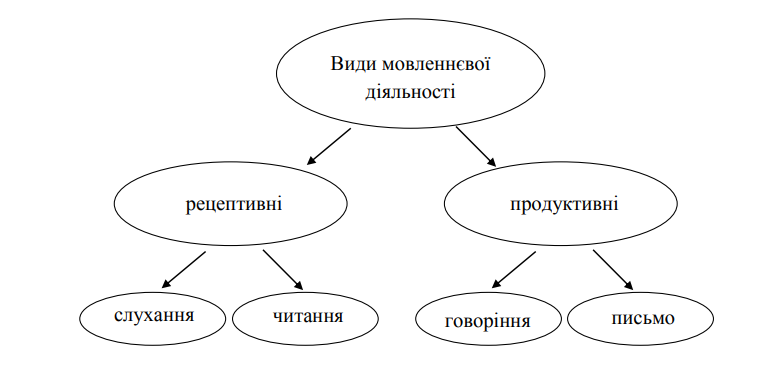 Види мовленнєвої
діяльності
рецептивні
продуктивні
слухання
читання
говоріння
письмо